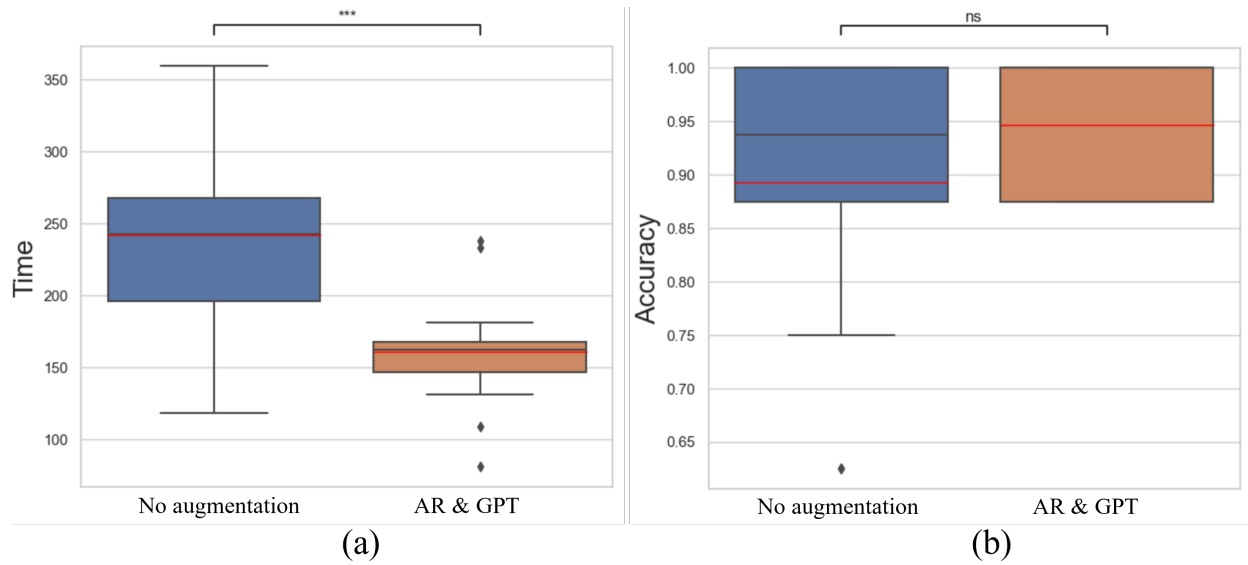 ***
350
300
250
200
150
100
Time
No augmentation
AR & GPT
(a)
ns
1.00
0.95
0.90
0.85
0.80
0.75
0.70
0.65
Accuracy
No augmentation
AR & GPT
(b)